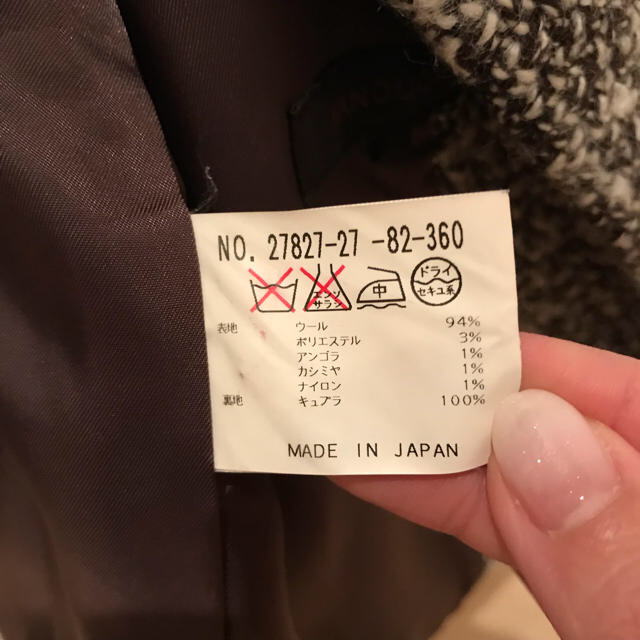 NO. 27827-27 -82-360
エンソ
サラシ
中
ドライ
セキユ系
表地 ウール 94%
ポリエステル 3%
アンゴラ 1%
カシミヤ 1%
ナイロン 1%
裏地 キュプラ 100%
MADE IN JAPAN